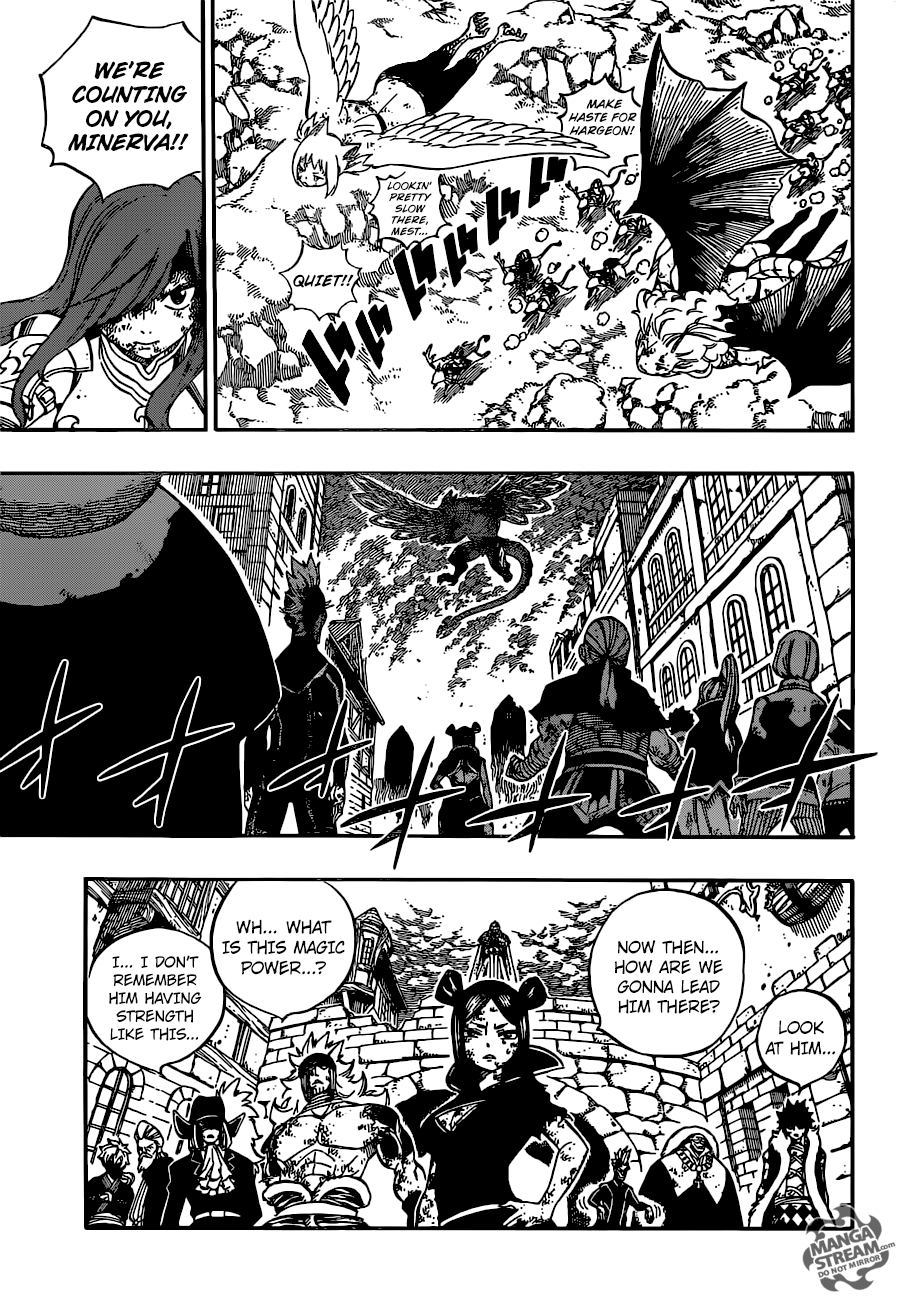 MAKE
HASTE FOR
HARGEON!
LOOKIN'
PRETTY
SLOW
THERE,
MEST...
QUIET!!
WE'RE
COUNTING
ON YOU,
MINERVA!!
NOW THEN...
HOW ARE WE
GONNA LEAD
HIM THERE?
LOOK
AT HIM...
WH... WHAT
IS THIS MAGIC
POWER...?
I... I DON'T
REMEMBER
HIM HAVING
STRENGTH
LIKE THIS...
MANGA
STREAM.com
DO NOT MIRROR!